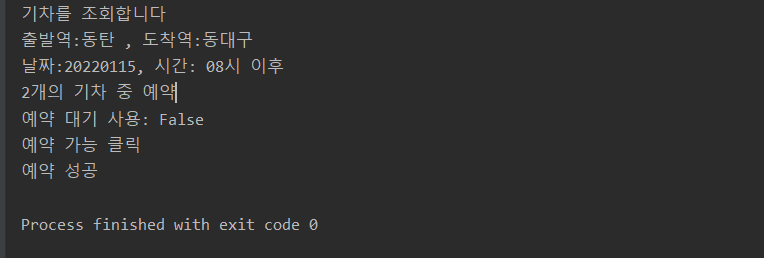 기차를 조회합니다
출발역:동탄 , 도착역:동대구
날짜:20220115, 시간: 08시 이후
2개의 기차 중 예약
예약 대기 사용: False
예약 가능 클릭
예약 성공
Process finished with exit code 0